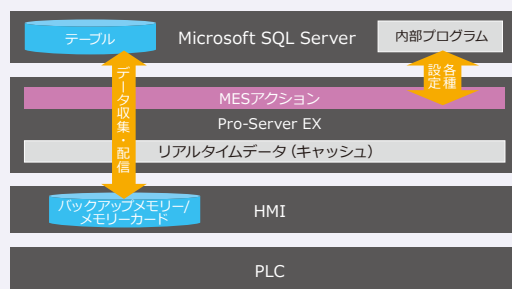 テーブル
Microsoft SQL Server
内部プログラム
データ収集・配信
各種
設定
MESアクション
Pro-Server EX
リアルタイムデータ（キャッシュ）
バックアップメモリー/
メモリーカード
HMI
PLC